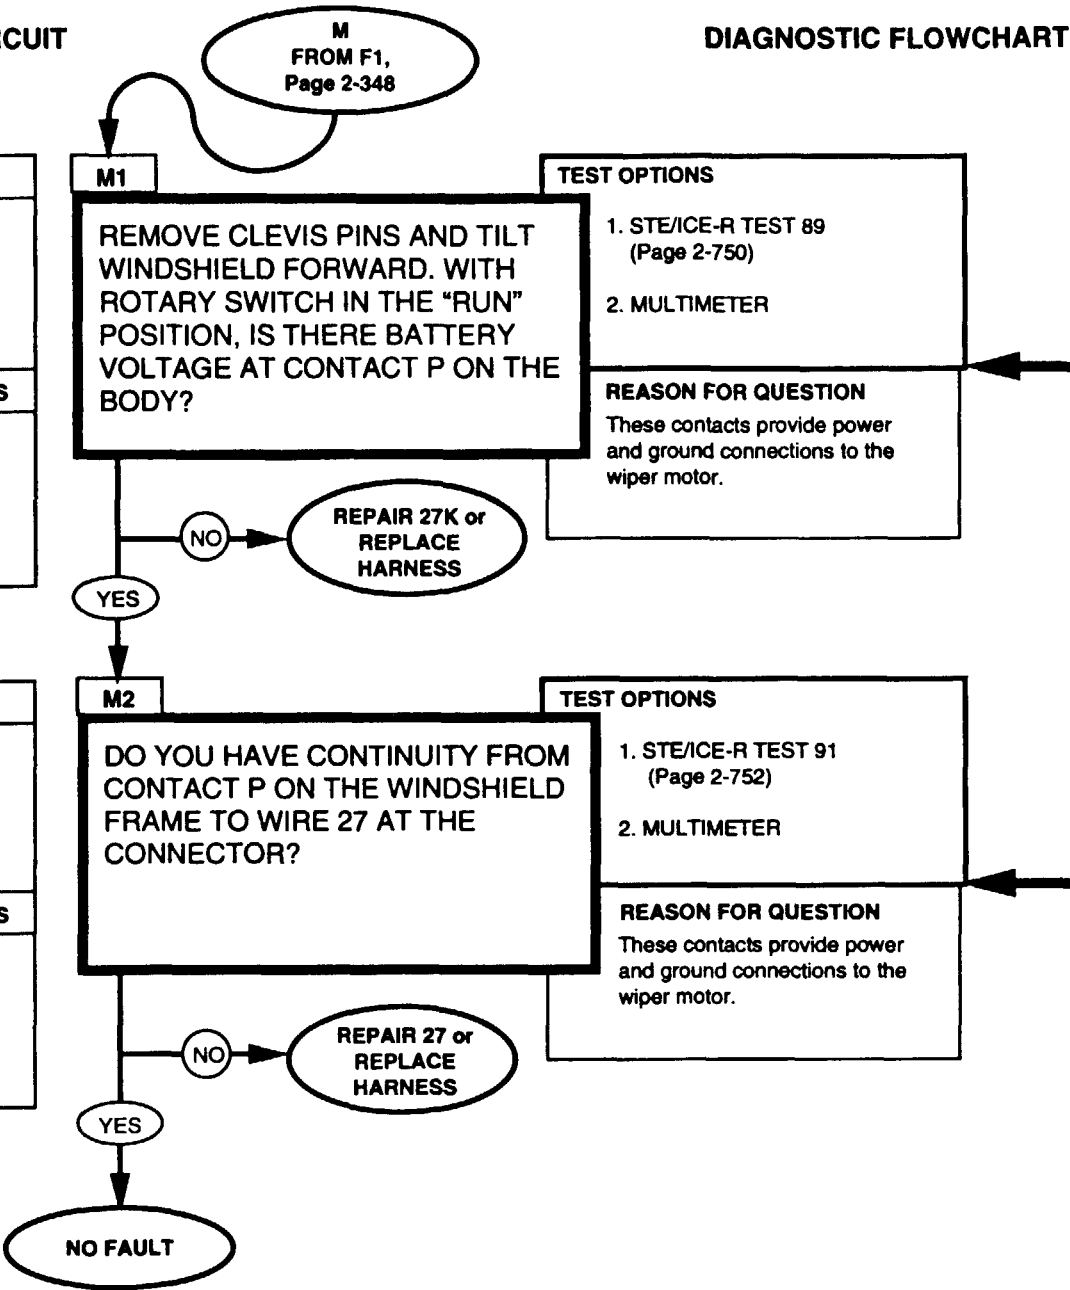 RCUIT
DIAGNOSTIC FLOWCHART
M
FROM F1,
Page 2-348
M1
REMOVE CLEVIS PINS AND TILT
WINDSHIELD FORWARD. WITH
ROTARY SWITCH IN THE “RUN”
POSITION, IS THERE BATTERY
VOLTAGE AT CONTACT P ON THE
BODY?
TEST OPTIONS
1. STE/ICE-R TEST 89
(Page 2-750)
2. MULTIMETER
REASON FOR QUESTION
These contacts provide power
and ground connections to the
wiper motor.
S
NO
REPAIR 27K or
REPLACE
HARNESS
YES
M2
DO YOU HAVE CONTINUITY FROM
CONTACT P ON THE WINDSHIELD
FRAME TO WIRE 27 AT THE
CONNECTOR?
TEST OPTIONS
1. STE/ICE-R TEST 91
(Page 2-752)
2. MULTIMETER
REASON FOR QUESTION
These contacts provide power
and ground connections to the
wiper motor.
S
NO
REPAIR 27 or
REPLACE
HARNESS
YES
NO FAULT